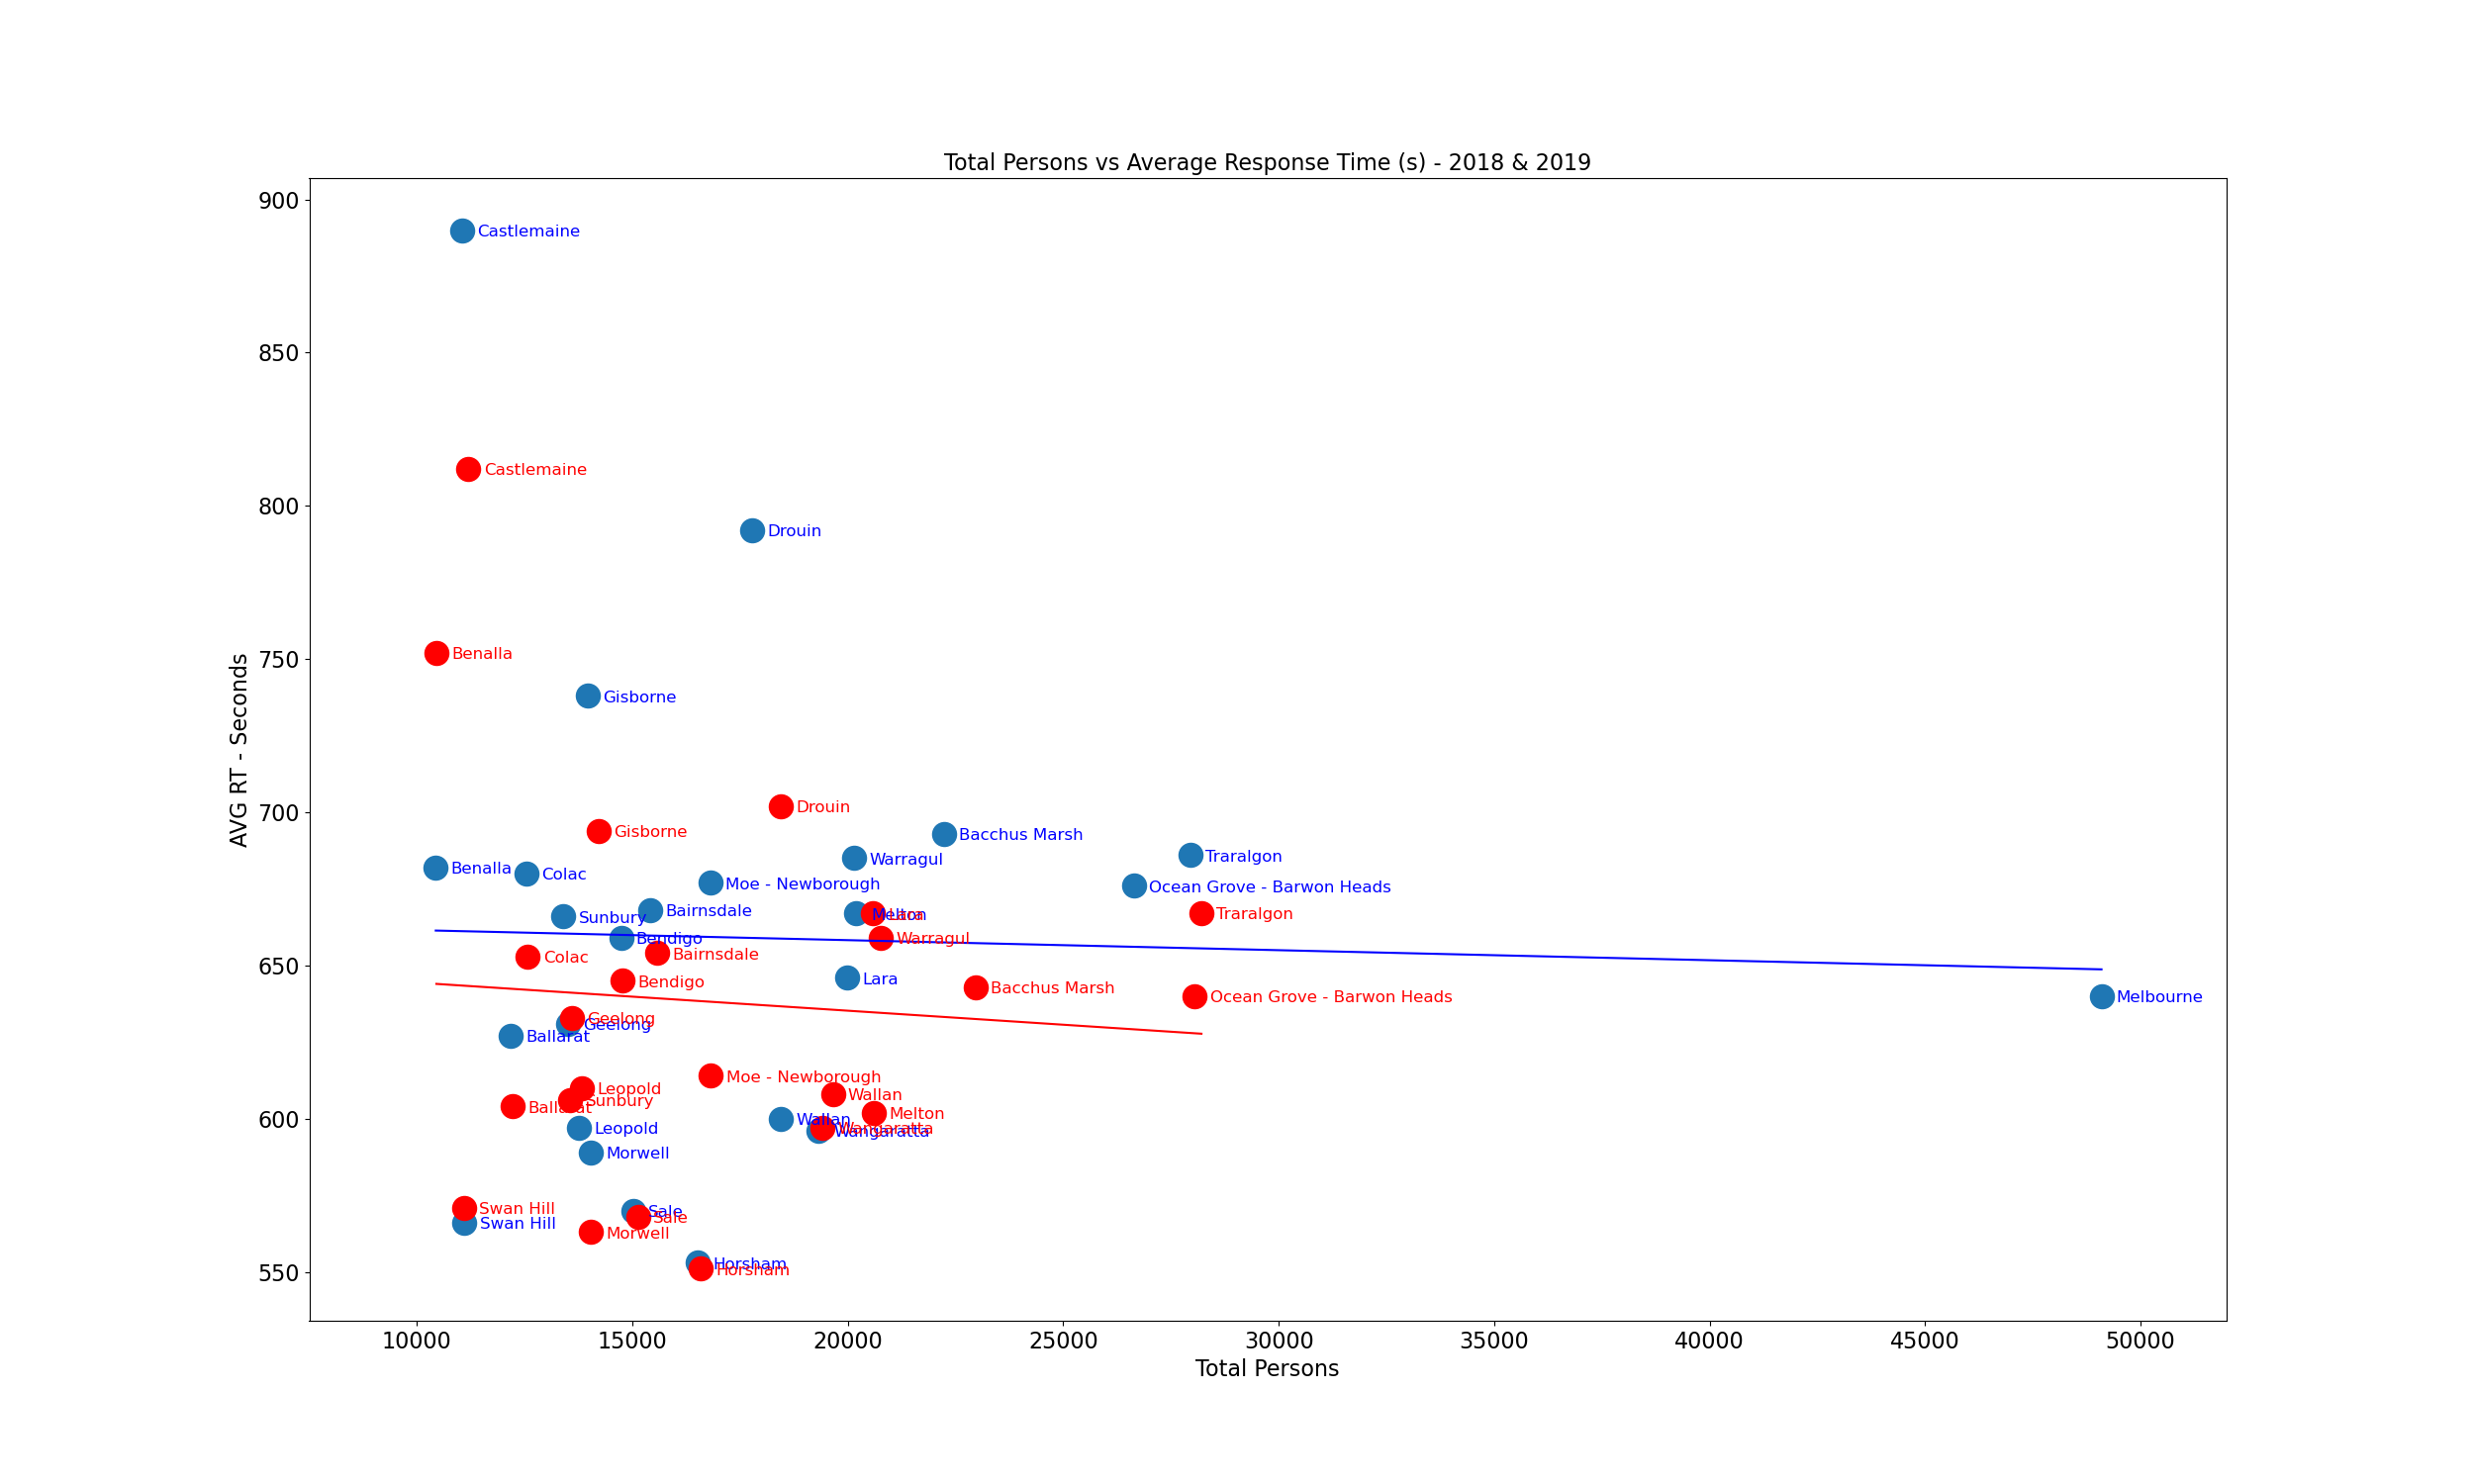 Total Persons vs Average Response Time (s) - 2018 & 2019
900
Castlemaine
850
Castlemaine
800
Drouin
750
Benalla
Gisborne
700
Drouin
Gisborne
Bacchus Marsh
Warragul
Traralgon
Benalla
Colac
Moe - Newborough
Ocean Grove - Barwon Heads
Sunbury
Bairnsdale
Melton
Lara
Traralgon
Bendigo
Warragul
650
Colac
Bairnsdale
Bendigo
Lara
Bacchus Marsh
Ocean Grove - Barwon Heads
Melbourne
Geelong
Geelong
Ballarat
Moe - Newborough
Leopold
Wallan
Sunbury
Ballarat
Melton
600
Wallan
Leopold
Wangaratta
Wangaratta
Morwell
Swan Hill
Swan Hill
Sale
Sale
Morwell
Horsham
Horsham
550
AVG RT - Seconds
10000 15000 20000 25000 30000 35000 40000 45000 50000
Total Persons